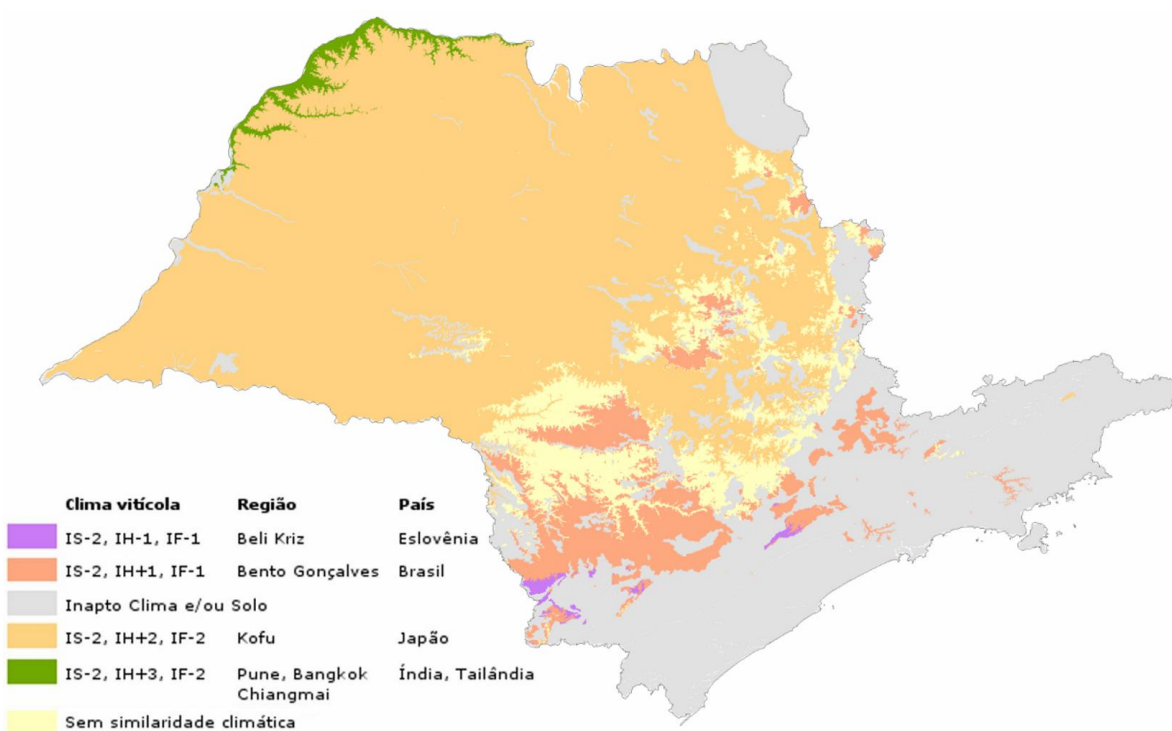 Clima vitícola Região País
IS-2, IH-1, IF-1 Beli Kriz Eslovênia
IS-2, IH+1, IF-1 Bento Gonçalves Brasil
Inapto Clima e/ou Solo
IS-2, IH+2, IF-2 Kofu Japão
IS-2, IH+3, IF-2 Pune, Bangkok Índia, Tailândia
Chiangmai
Sem similaridade climática